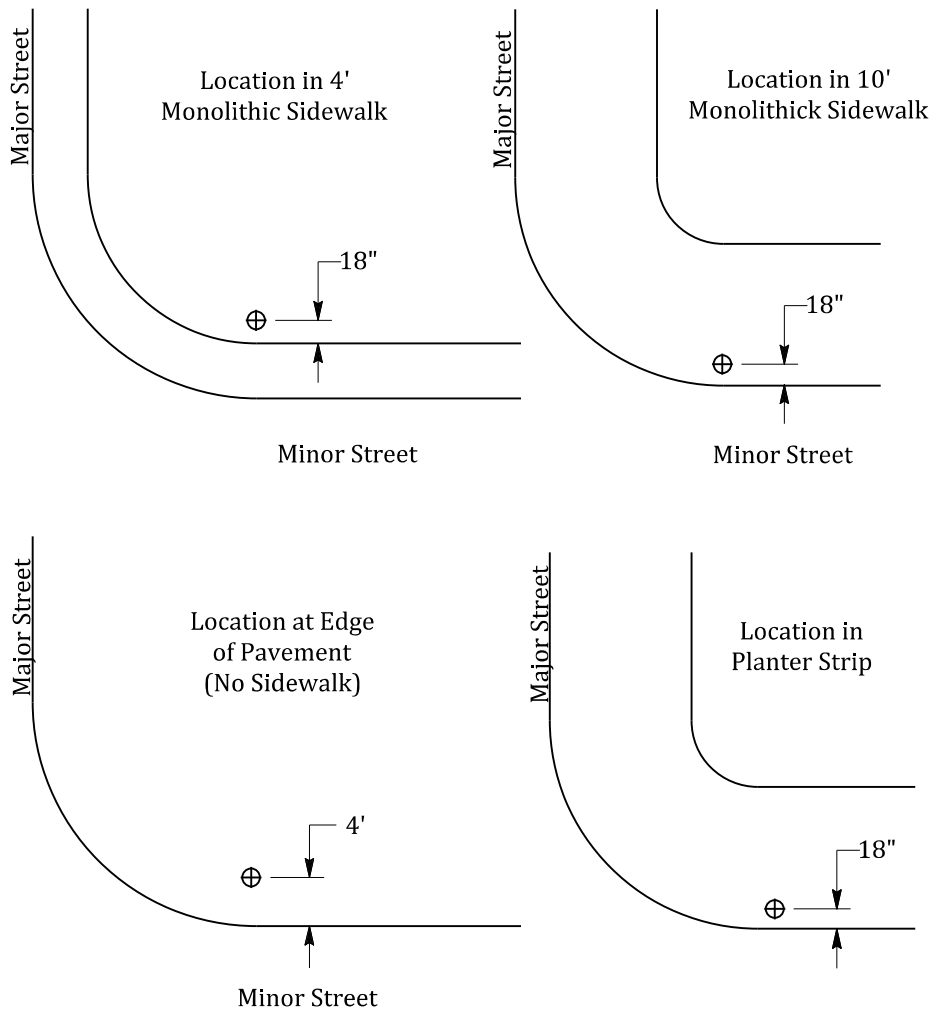 Major Street
Location in 4'
Monolithic Sidewalk
18"
Minor Street
Major Street
Location in 10'
Monolithick Sidewalk
18"
Minor Street
Major Street
Location at Edge
of Pavement
(No Sidewalk)
4'
Minor Street
Major Street
Location in
Planter Strip
18"